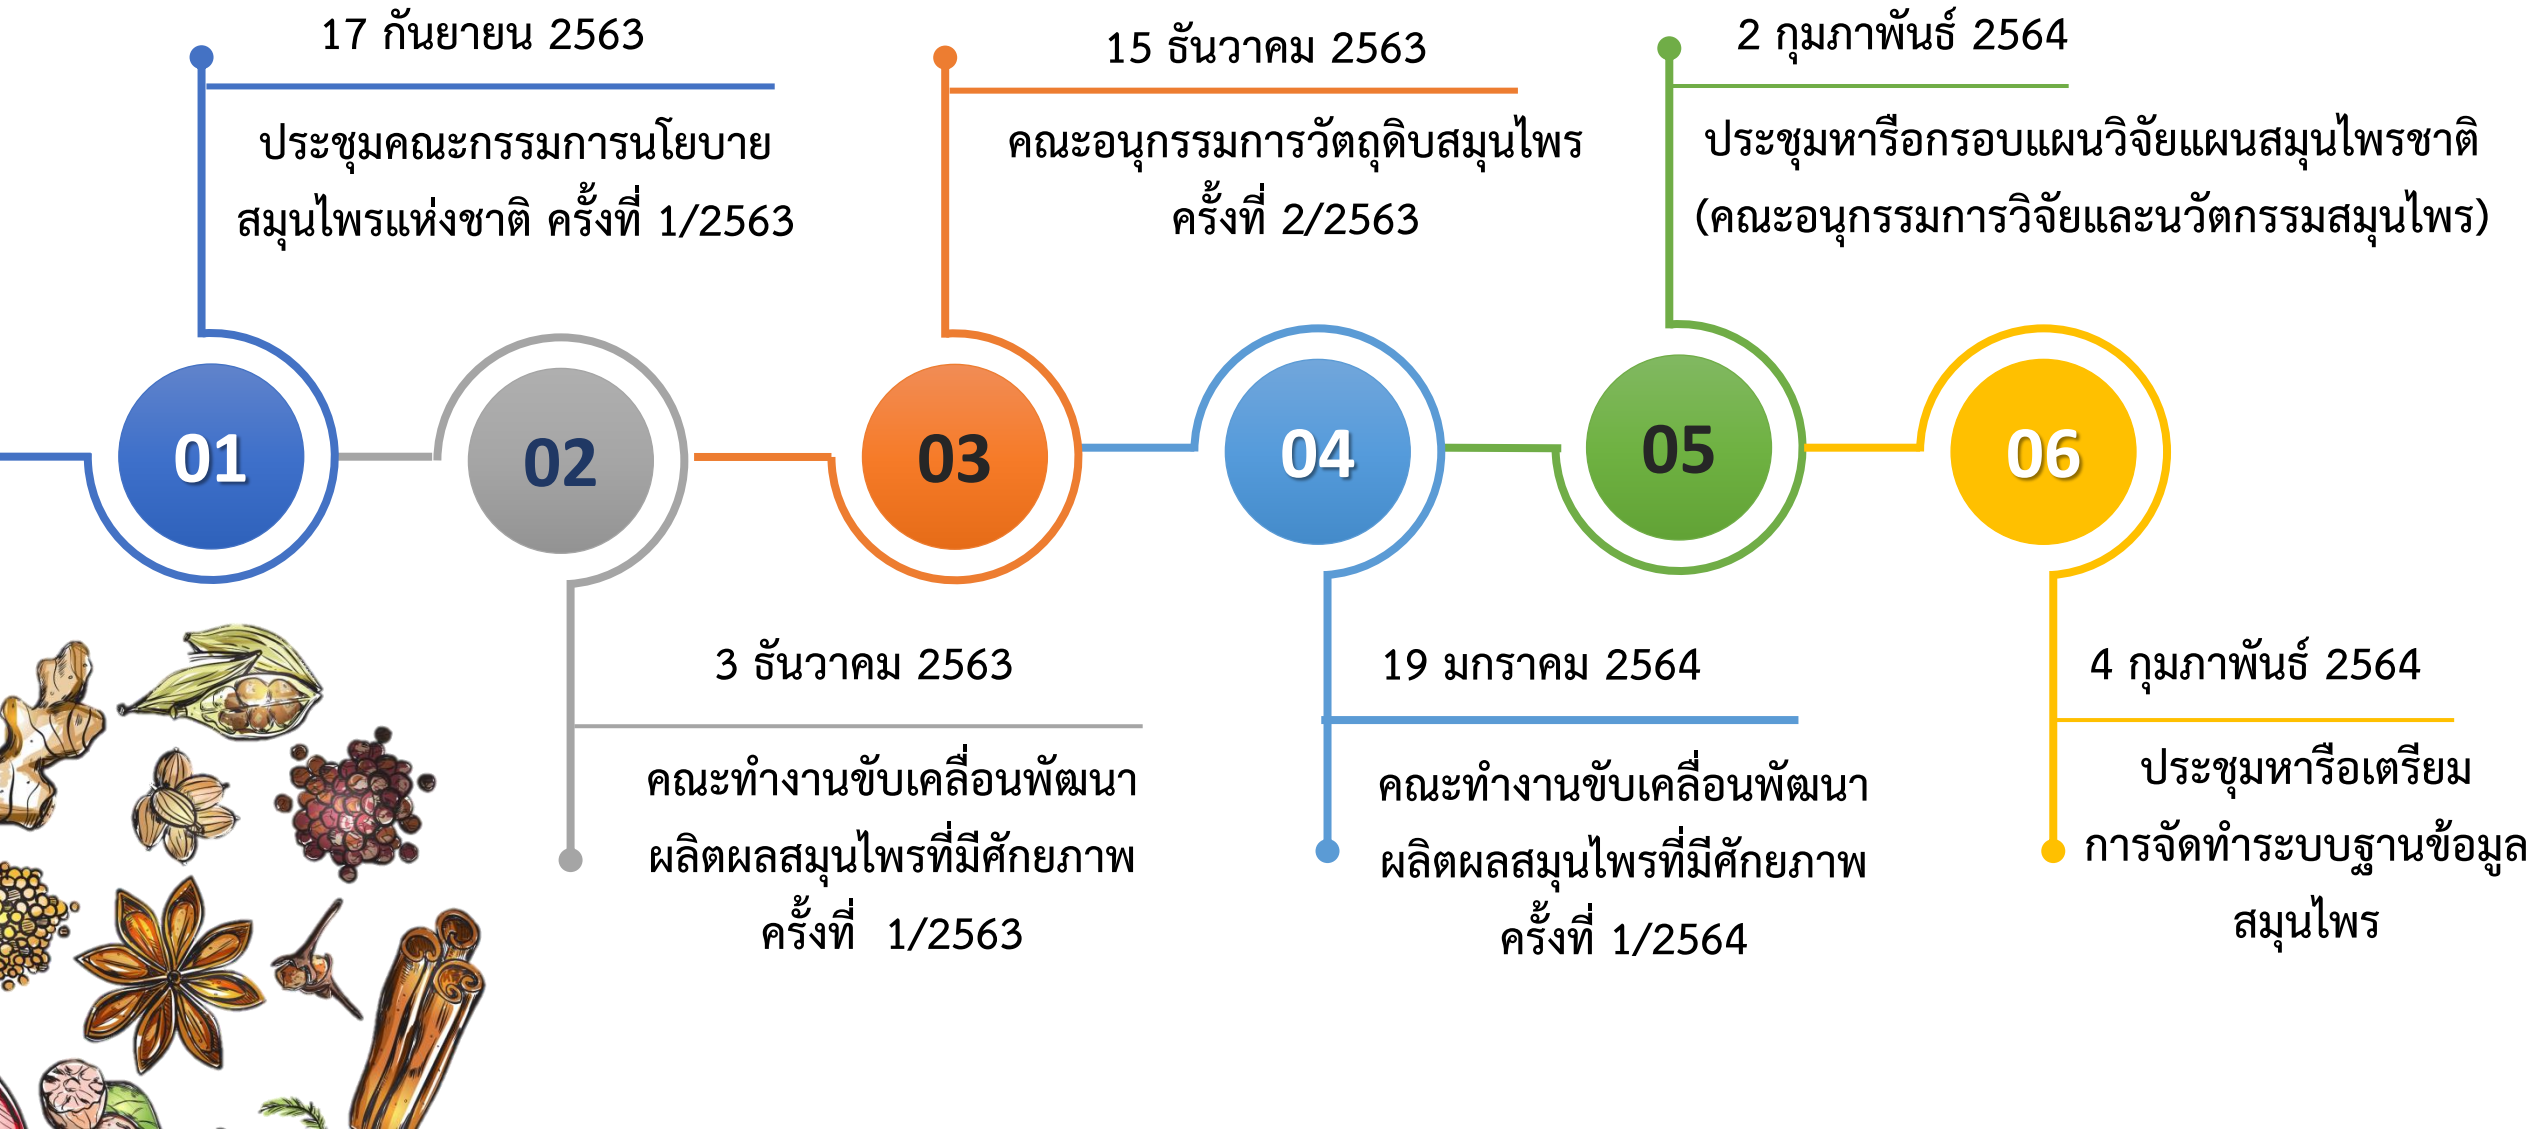 17 กันยายน 2563
ประชุมคณะกรรมการนโยบาย
สมุนไพรแห่งชาติ ครั้งที่ 1/2563
15 ธันวาคม 2563
คณะอนุกรรมการวัตถุดิบสมุนไพร
ครั้งที่ 2/2563
2 กุมภาพันธ์ 2564
ประชุมหารือกรอบแผนวิจัยแผนสมุนไพรชาติ
(คณะอนุกรรมการวิจัยและนวัตกรรมสมุนไพร)
01
02
03
04
05
06
3 ธันวาคม 2563
คณะทำงานขับเคลื่อนพัฒนา
ผลิตผลสมุนไพรที่มีศักยภาพ
ครั้งที่ 1/2563
19 มกราคม 2564
คณะทำงานขับเคลื่อนพัฒนา
ผลิตผลสมุนไพรที่มีศักยภาพ
ครั้งที่ 1/2564
4 กุมภาพันธ์ 2564
ประชุมหารือเตรียม
การจัดทำระบบฐานข้อมูล
สมุนไพร